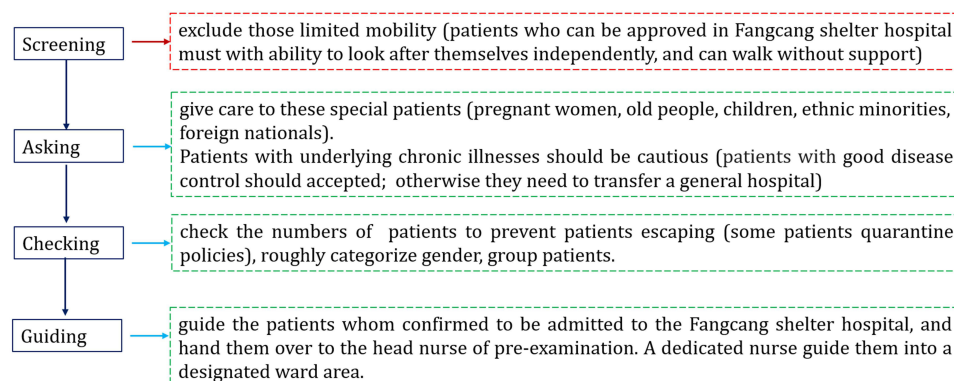 Screening
exclude those limited mobility (patients who can be approved in Fangcang shelter hospital
must with ability to look after themselves independently, and can walk without support)
Asking
give care to these special patients (pregnant women, old people, children, ethnic minorities,
foreign nationals).
Patients with underlying chronic illnesses should be cautious (patients with good disease
control should accepted; otherwise they need to transfer a general hospital)
Checking
check the numbers of patients to prevent patients escaping (some patients quarantine
policies), roughly categorize gender, group patients.
Guiding
guide the patients whom confirmed to be admitted to the Fangcang shelter hospital, and
hand them over to the head nurse of pre-examination. A dedicated nurse guide them into a
designated ward area.